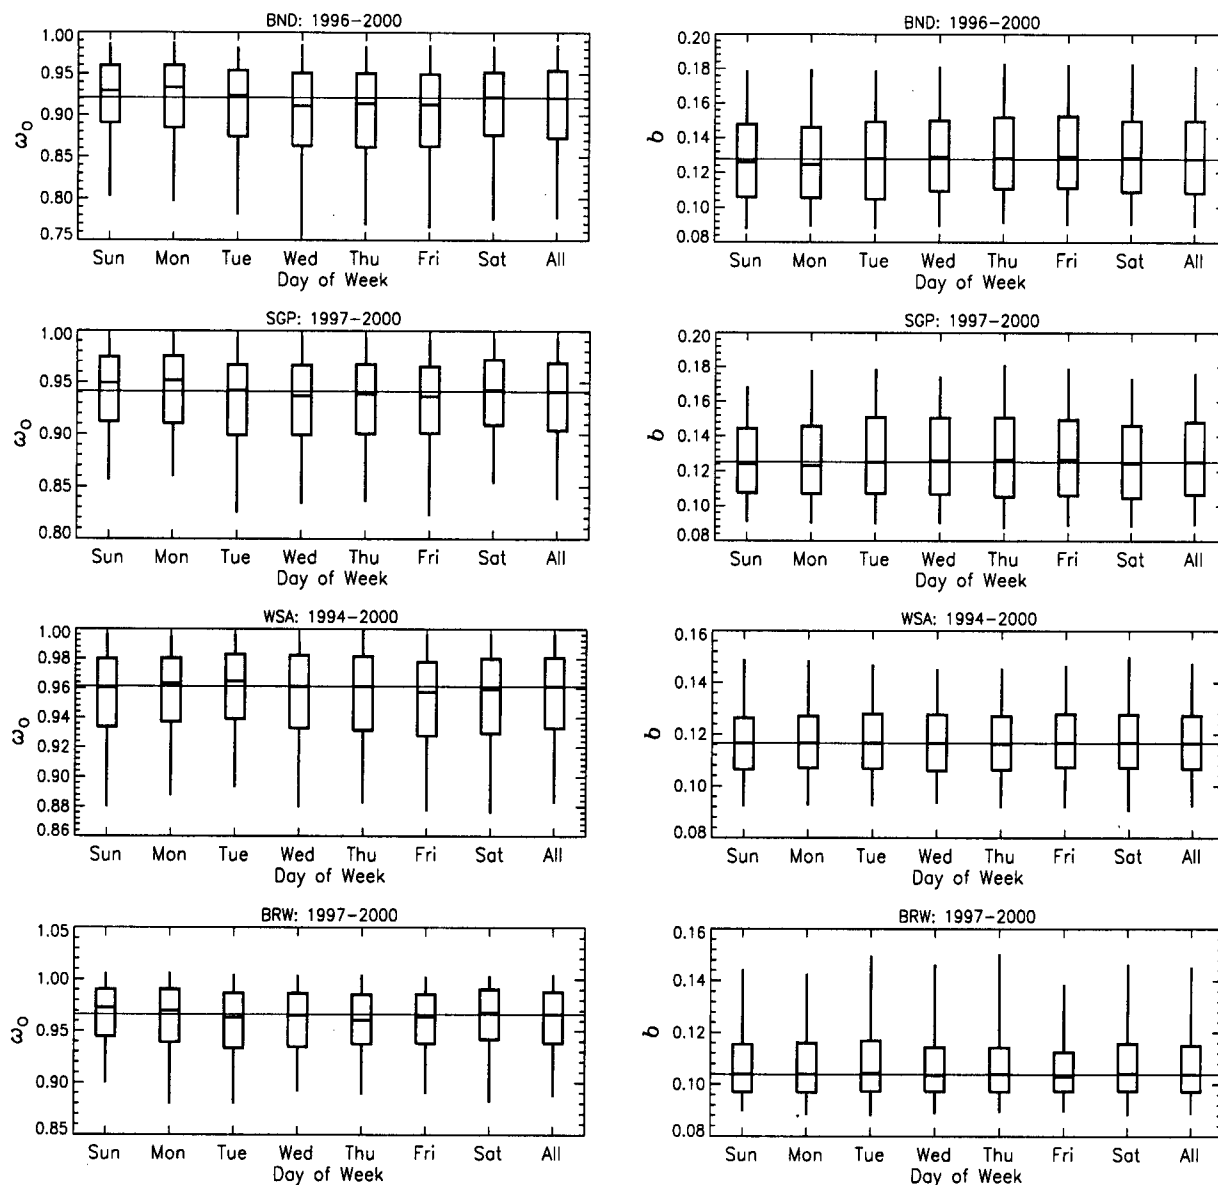 BND: 1996-2000
1.00
0.95
0.90
0.85
0.80
0.75
ω₀
Sun Mon Tue Wed Thu Fri Sat All
Day of Week
BND: 1996-2000
0.20
0.18
0.16
0.14
0.12
0.10
0.08
b
Sun Mon Tue Wed Thu Fri Sat All
Day of Week
SGP: 1997-2000
1.00
0.95
0.90
0.85
0.80
ω₀
Sun Mon Tue Wed Thu Fri Sat All
Day of Week
SGP: 1997-2000
0.20
0.18
0.16
0.14
0.12
0.10
0.08
b
Sun Mon Tue Wed Thu Fri Sat All
Day of Week
WSA: 1994-2000
1.00
0.98
0.96
0.94
0.92
0.90
0.88
0.86
ω₀
Sun Mon Tue Wed Thu Fri Sat All
Day of Week
WSA: 1994-2000
0.16
0.14
0.12
0.10
0.08
b
Sun Mon Tue Wed Thu Fri Sat All
Day of Week
BRW: 1997-2000
1.05
1.00
0.95
0.90
0.85
ω₀
Sun Mon Tue Wed Thu Fri Sat All
Day of Week
BRW: 1997-2000
0.16
0.14
0.12
0.10
0.08
b
Sun Mon Tue Wed Thu Fri Sat All
Day of Week